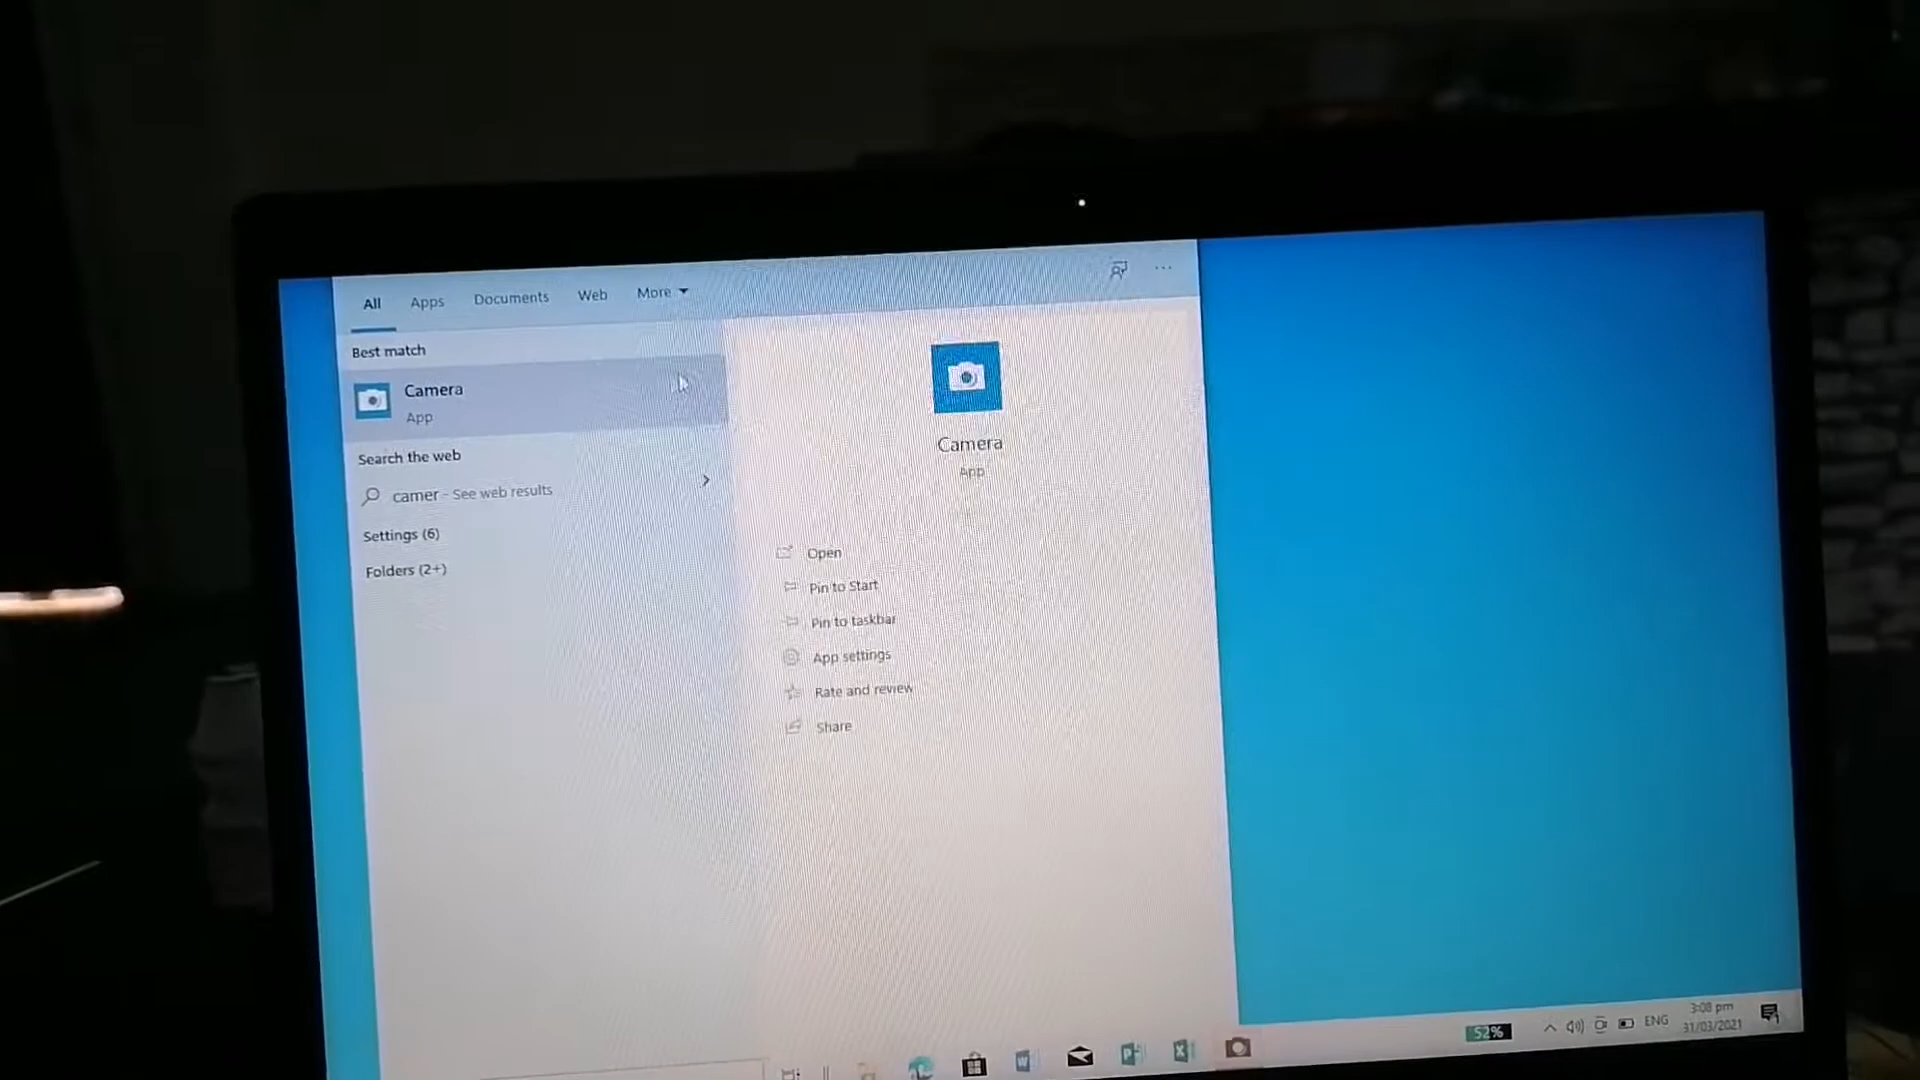 All Apps Documents Web More
Best match
Camera
App
Search the web
camer - See web results
Settings (6)
Folders (2+)
Camera
App
Open
Pin to Start
Pin to taskbar
App settings
Rate and review
Share
52% ENG 3:08 pm
31/03/2021